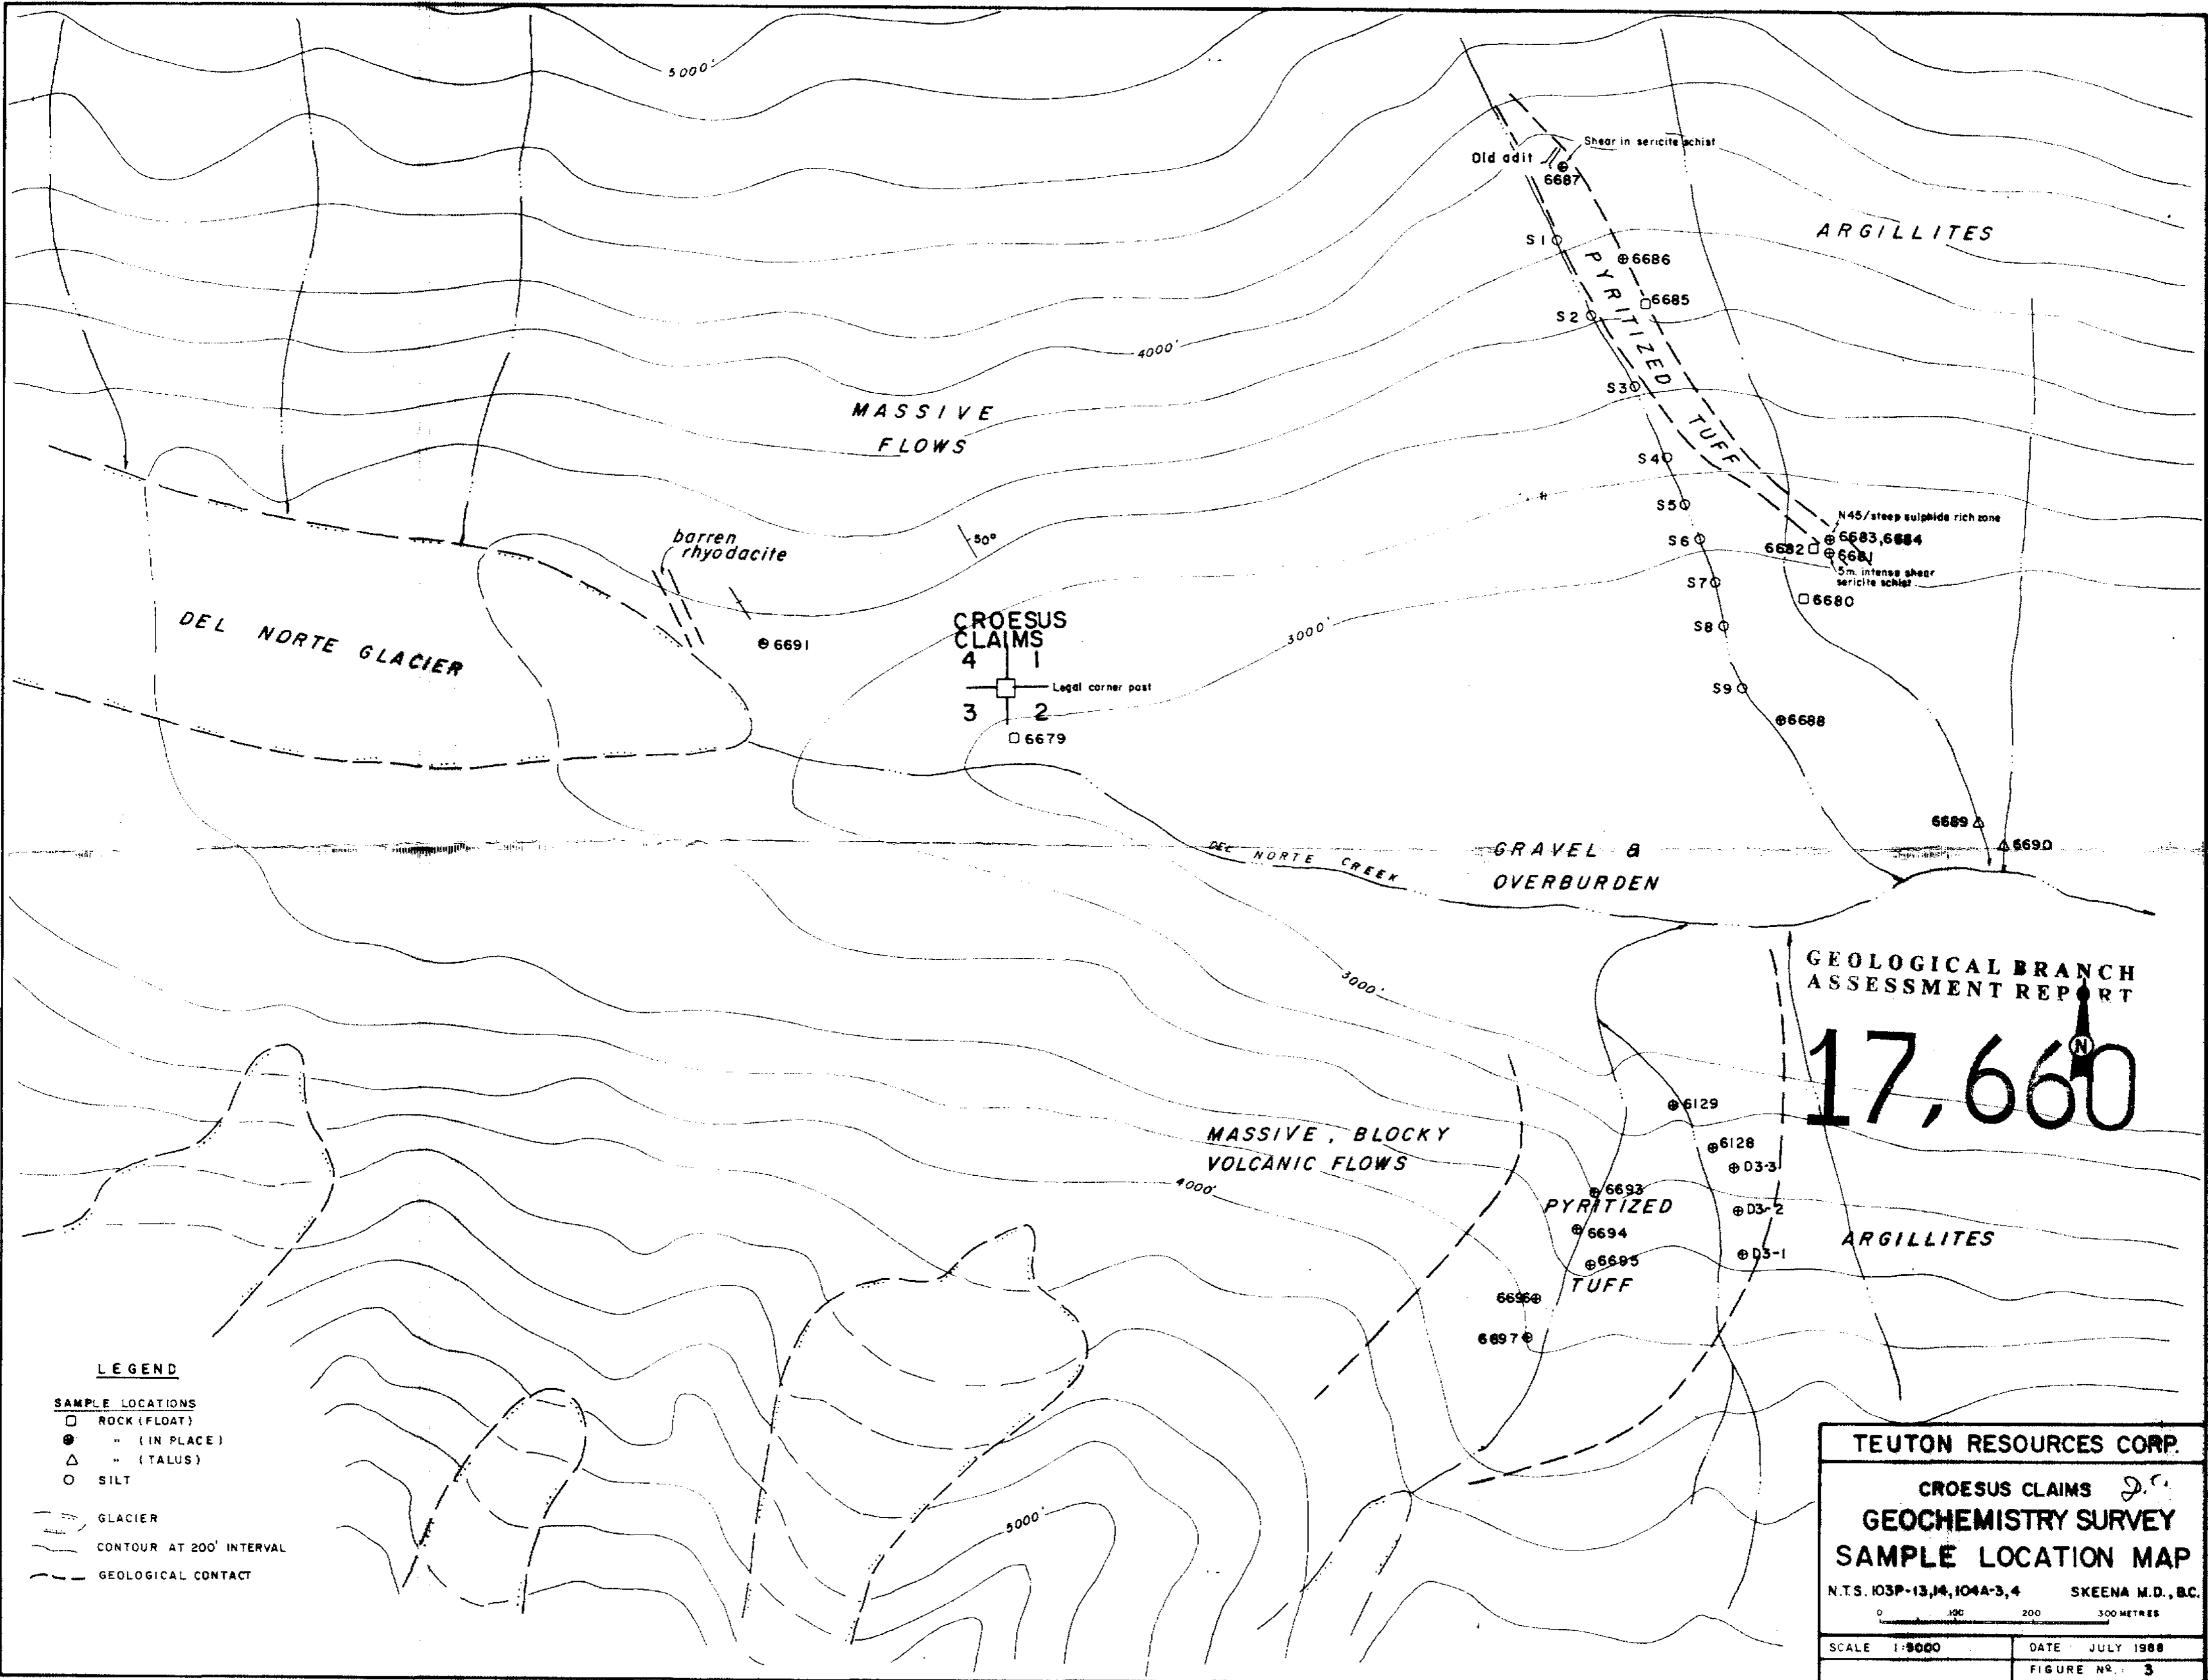 5000'
Old adit
Shear in sericite schist
6687
ARGILLITES
S1
6686
PYRITIZED TUFF
6685
S2
4000'
S3
MASSIVE
FLOWS
S4
S5
N45/steep sulphide rich zone
S6
6683,6684
6682
6681
5m. intense shear
sericite schist
50°
barren
rhyodacite
S7
6680
DEL NORTE GLACIER
6691
CROESUS
CLAIMS
4 1
Legal corner post
3 2
3000'
S8
S9
6688
6679
6689
6690
DEL NORTE CREEK
GRAVEL &
OVERBURDEN
3000'
GEOLOGICAL BRANCH
ASSESSMENT REPORT
N
17,660
6129
6128
MASSIVE, BLOCKY
VOLCANIC FLOWS
D3-3
4000'
6693
PYRITIZED
D3-2
6694
ARGILLITES
6695
D3-1
TUFF
6696
6697
5000'
LEGEND
SAMPLE LOCATIONS
ROCK (FLOAT)
" (IN PLACE)
" (TALUS)
SILT
GLACIER
CONTOUR AT 200' INTERVAL
GEOLOGICAL CONTACT
TEUTON RESOURCES CORP.
CROESUS CLAIMS
GEOCHEMISTRY SURVEY
SAMPLE LOCATION MAP
N.T.S. 103P-13,14,104A-3,4 SKEENA M.D., B.C.
0 100 200 300 METRES
SCALE 1:5000
DATE JULY 1988
FIGURE Nº. 3